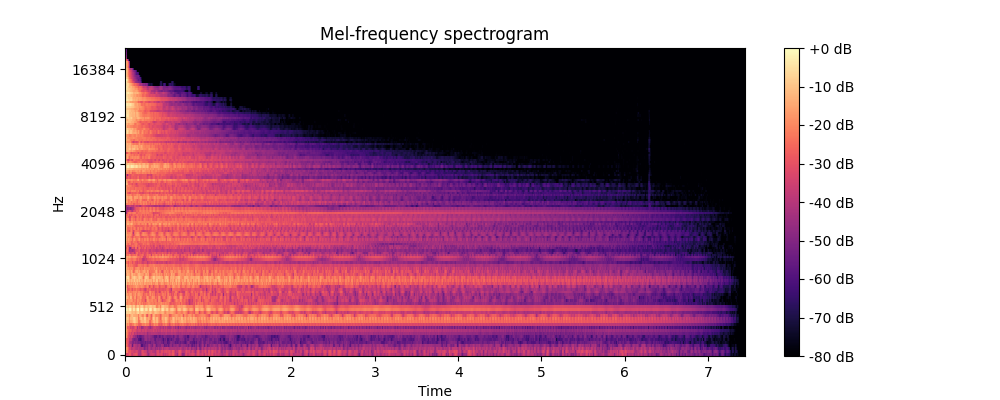 Mel-frequency spectrogram
Hz
16384
8192
4096
2048
1024
512
0
0 1 2 3 4 5 6 7
Time
+0 dB
-10 dB
-20 dB
-30 dB
-40 dB
-50 dB
-60 dB
-70 dB
-80 dB